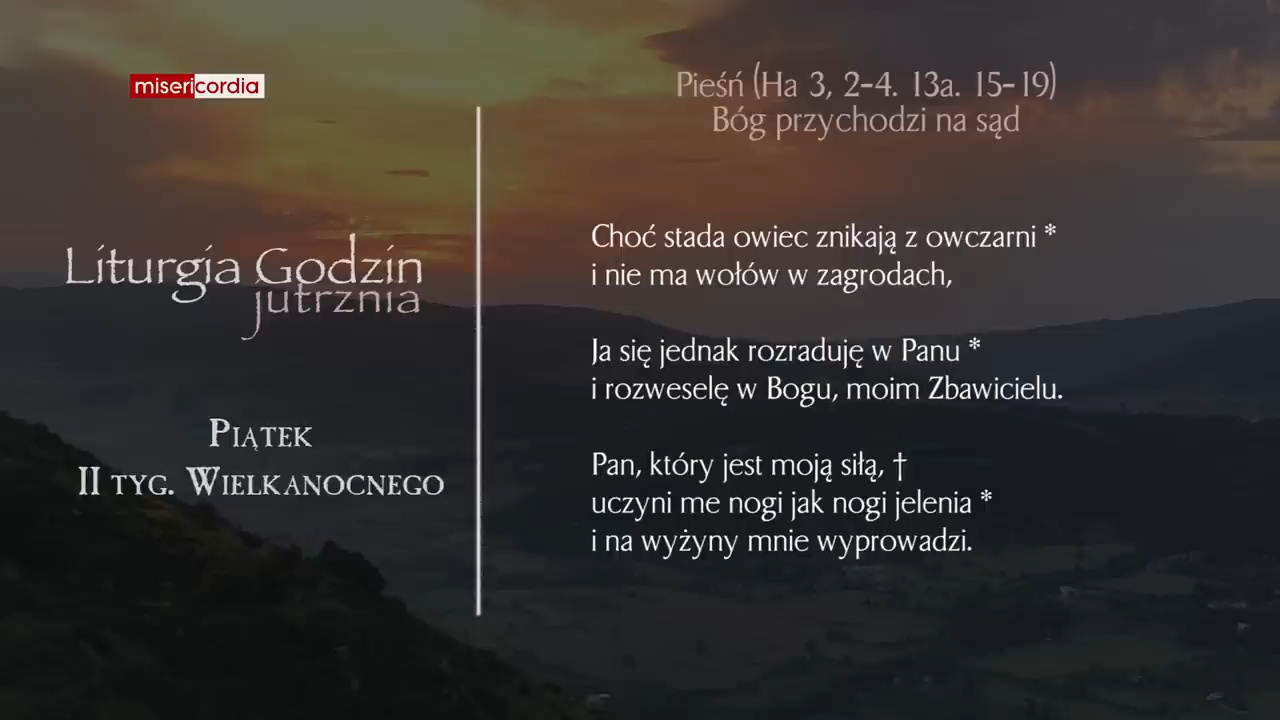 misericordia
Liturgia Godzin
jutrznia
Piątek
II tyg. Wielkanocnego
Pieśń (Ha 3, 2-4. 13a. 15-19)
Bóg przychodzi na sąd
Choć stada owiec znikają z owczarni *
i nie ma wołów w zagrodach,
Ja się jednak rozraduję w Panu *
i rozweselę w Bogu, moim Zbawicielu.
Pan, który jest moją siłą, †
uczyni me nogi jak nogi jelenia *
i na wyżyny mnie wyprowadzi.